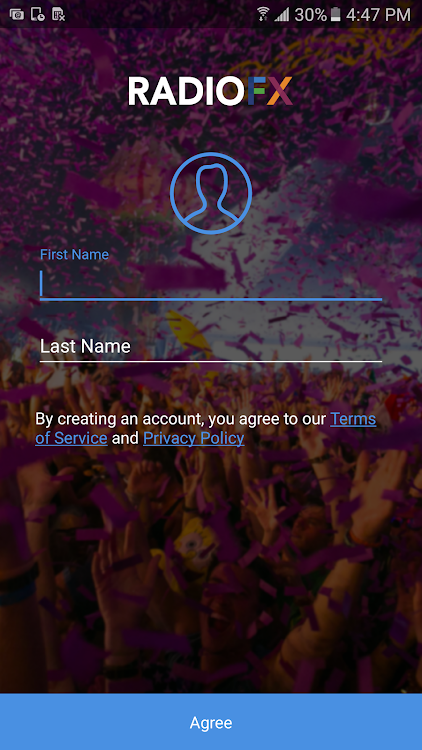 30% 4:47 PM
RADIOFX
First Name
Last Name
By creating an account, you agree to our Terms
of Service and Privacy Policy
Agree